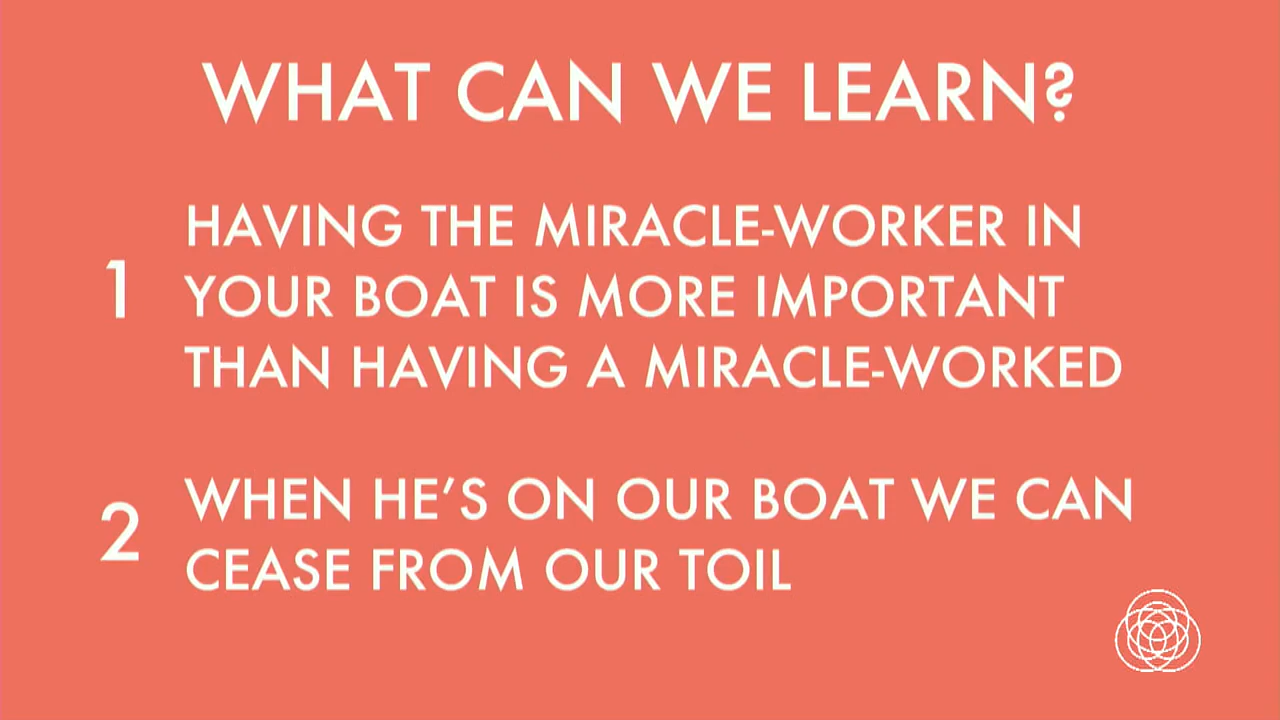 WHAT CAN WE LEARN?
1
HAVING THE MIRACLE-WORKER IN
YOUR BOAT IS MORE IMPORTANT
THAN HAVING A MIRACLE-WORKED
2
WHEN HE'S ON OUR BOAT WE CAN
CEASE FROM OUR TOIL